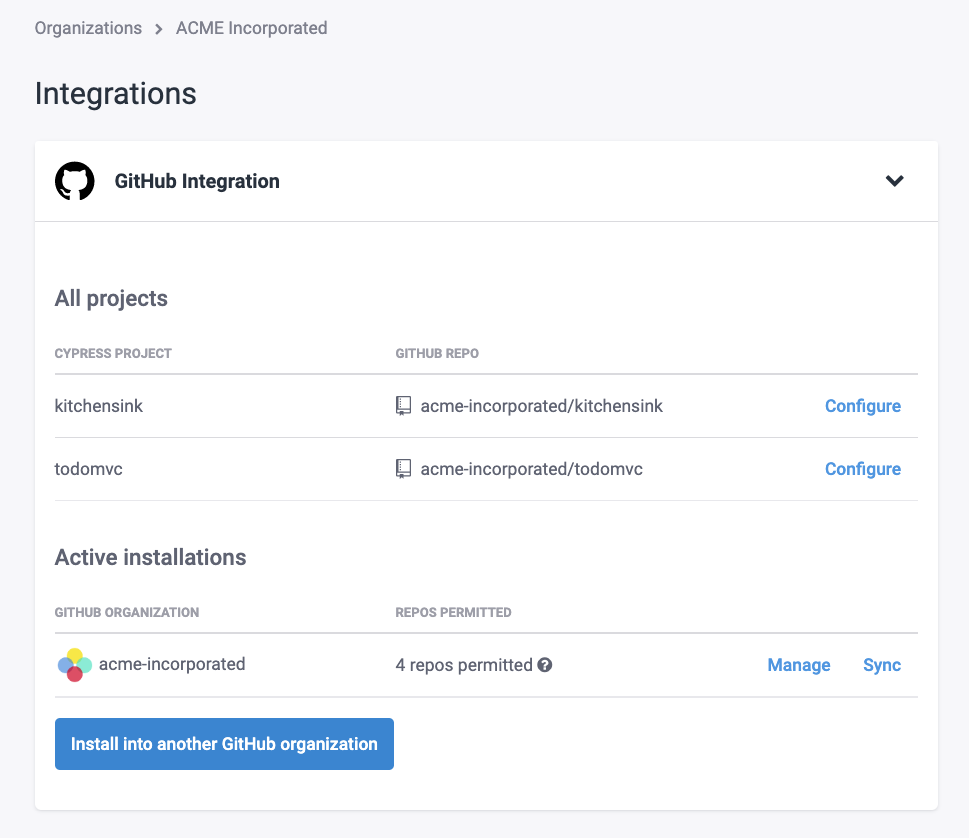 Organizations > ACME Incorporated
Integrations
GitHub Integration
All projects
CYPRESS PROJECT GITHUB REPO
kitchensink acme-incorporated/kitchensink Configure
todomvc acme-incorporated/todomvc Configure
Active installations
GITHUB ORGANIZATION REPOS PERMITTED
acme-incorporated 4 repos permitted ? Manage Sync
Install into another GitHub organization